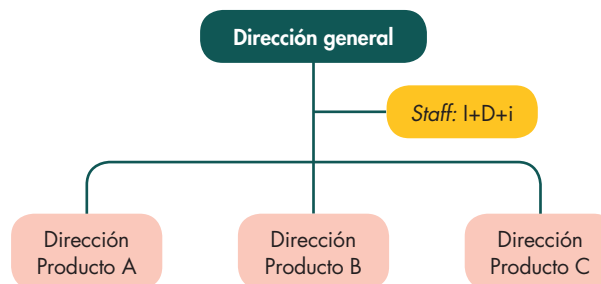 Dirección general
Staff: I+D+i
Dirección
Producto A
Dirección
Producto B
Dirección
Producto C